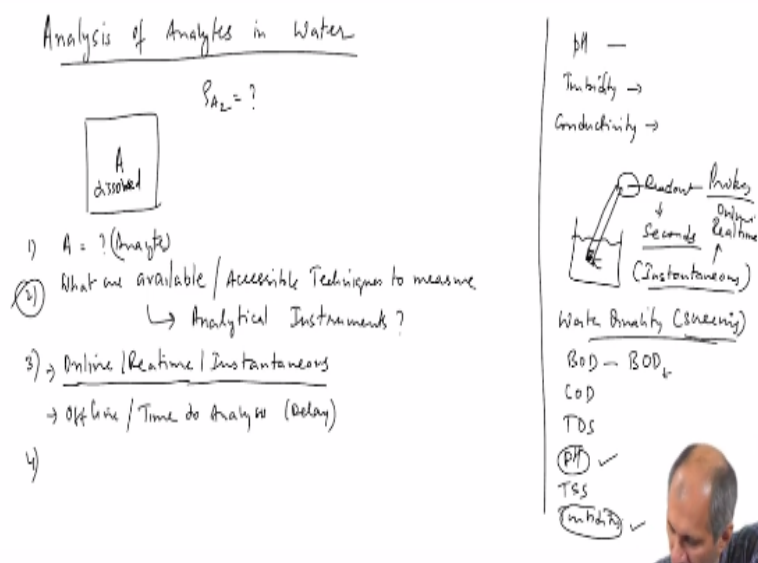 Analysis of Analytes in Water
ρA2 = ?
A
dissolved
1) A = ? (Analyte)
2) What are available / Accessible Techniques to measure
↳ Analytical Instruments ?
3) → Online / Realtime / Instantaneous
→ Offline / Time to Analysis (Delay)
4)
pH —
Turbidity →
Conductivity →
Readout — Probes
↓ Online
Seconds Realtime
(Instantaneous) ↑
Water Quality (Screening)
BOD — BOD
COD
TDS
pH ✓
TSS
Turbidity ✓